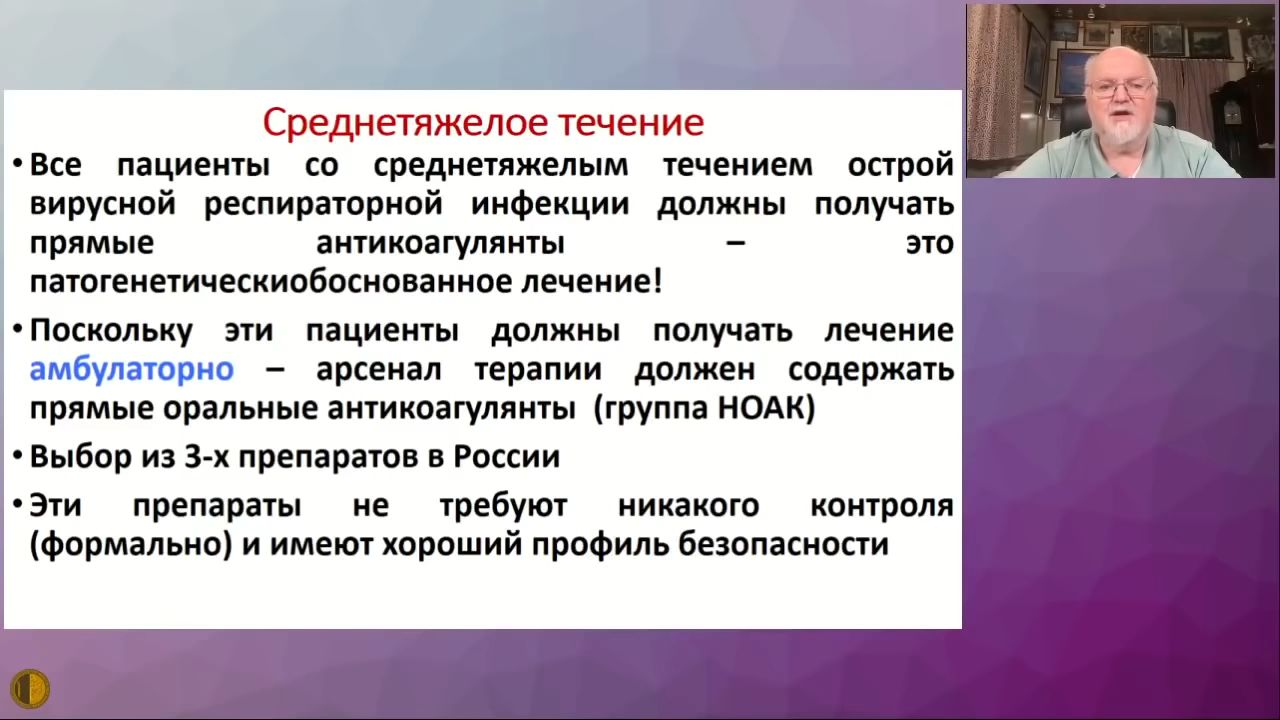 Среднетяжелое течение
• Все пациенты со среднетяжелым течением острой
вирусной респираторной инфекции должны получать
прямые антикоагулянты – это
патогенетическиобоснованное лечение!
• Поскольку эти пациенты должны получать лечение
амбулаторно – арсенал терапии должен содержать
прямые оральные антикоагулянты (группа НОАК)
• Выбор из 3-х препаратов в России
• Эти препараты не требуют никакого контроля
(формально) и имеют хороший профиль безопасности